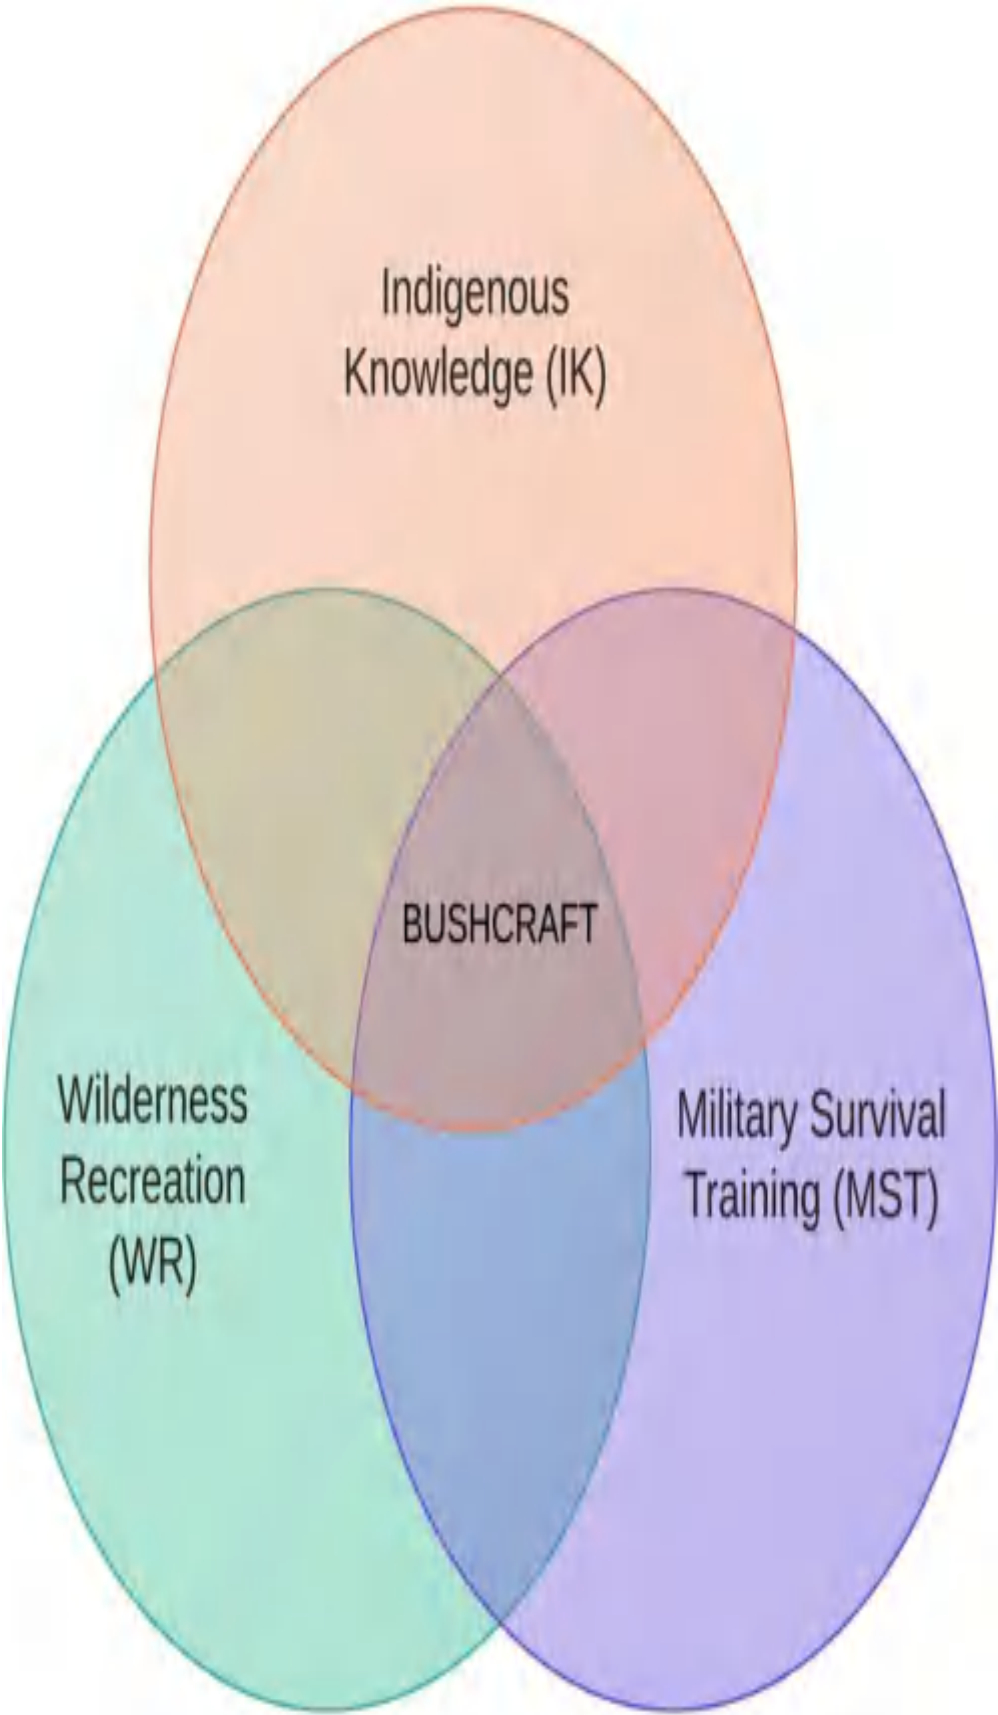 Indigenous
Knowledge (IK)
BUSHCRAFT
Wilderness
Recreation
(WR)
Military Survival
Training (MST)